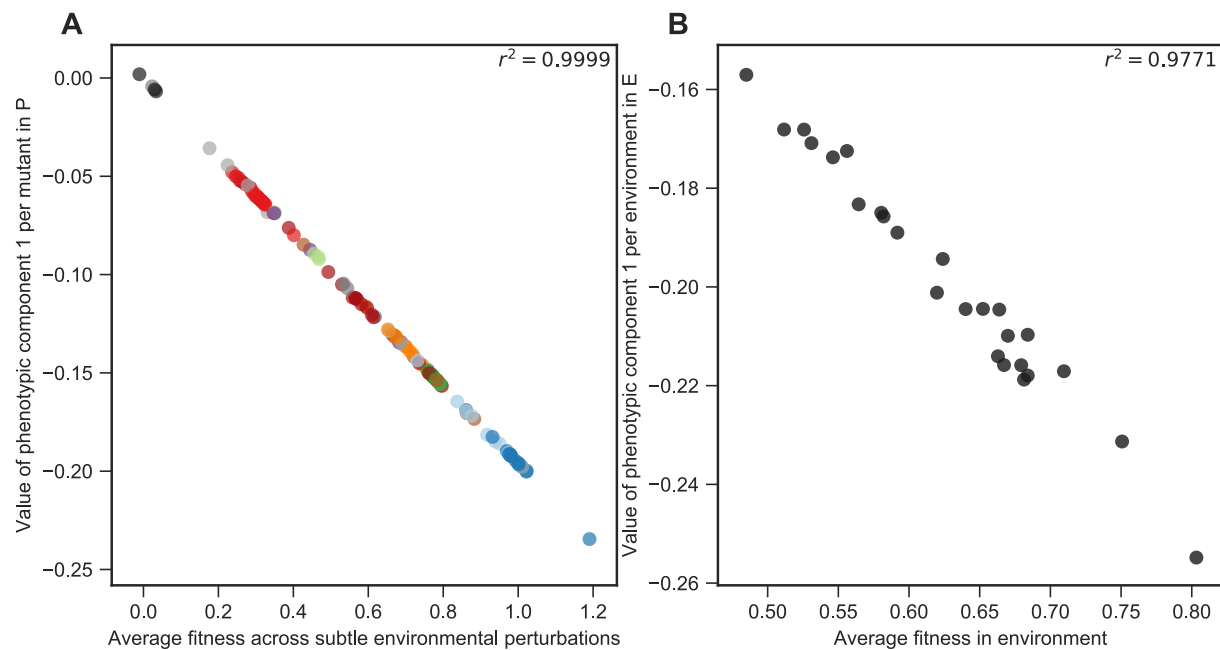 A
r² = 0.9999
Value of phenotypic component 1 per mutant in P
0.00
−0.05
−0.10
−0.15
−0.20
−0.25
0.0 0.2 0.4 0.6 0.8 1.0 1.2
Average fitness across subtle environmental perturbations
B
r² = 0.9771
Value of phenotypic component 1 per environment in E
−0.16
−0.18
−0.20
−0.22
−0.24
−0.26
0.50 0.55 0.60 0.65 0.70 0.75 0.80
Average fitness in environment